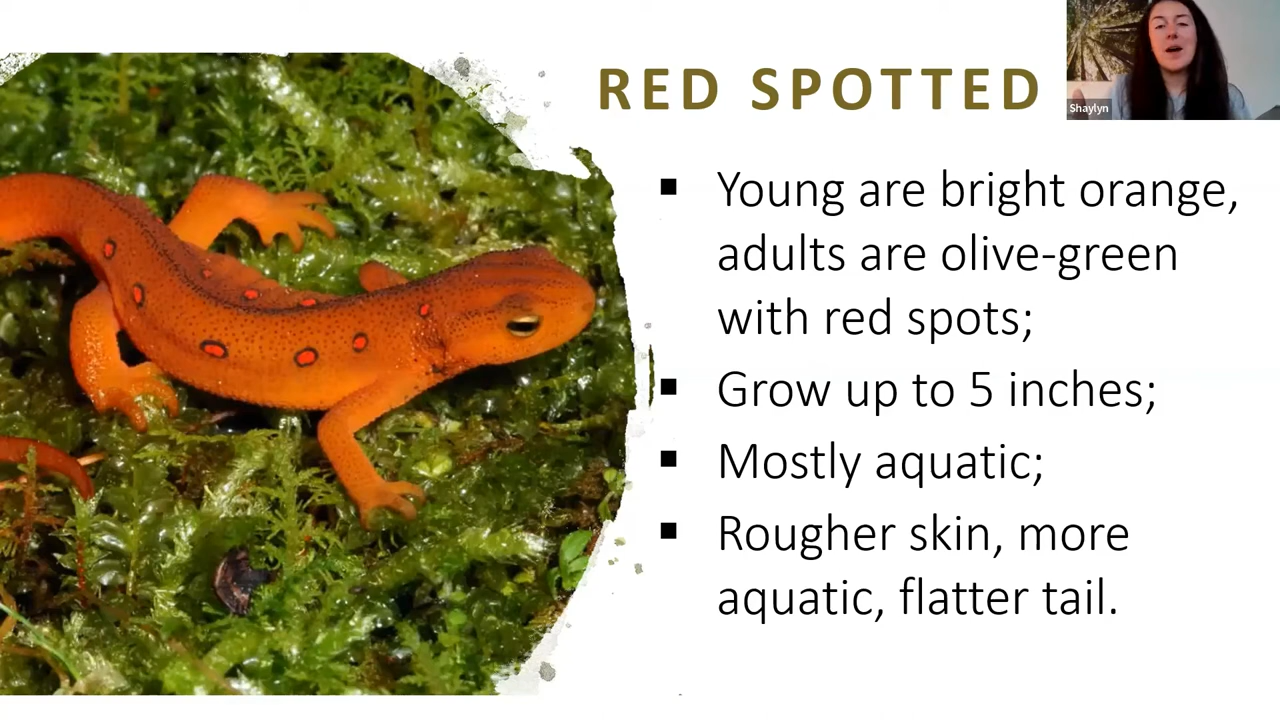 RED SPOTTED
Shaylyn
▪ Young are bright orange,
adults are olive-green
with red spots;
▪ Grow up to 5 inches;
▪ Mostly aquatic;
▪ Rougher skin, more
aquatic, flatter tail.